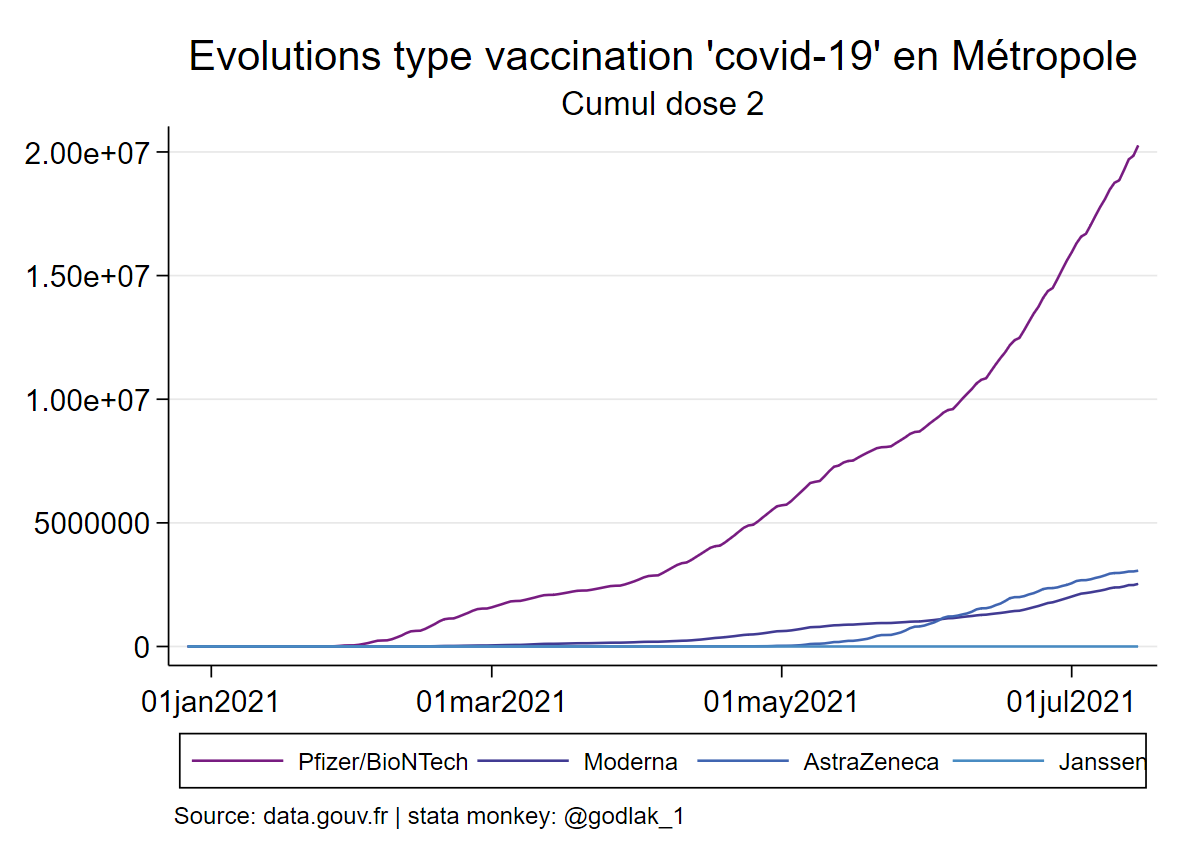 Evolutions type vaccination 'covid-19' en Métropole
Cumul dose 2
2.00e+07
1.50e+07
1.00e+07
5000000
0
01jan2021 01mar2021 01may2021 01jul2021
Pfizer/BioNTech Moderna AstraZeneca Janssen
Source: data.gouv.fr | stata monkey: @godlak_1